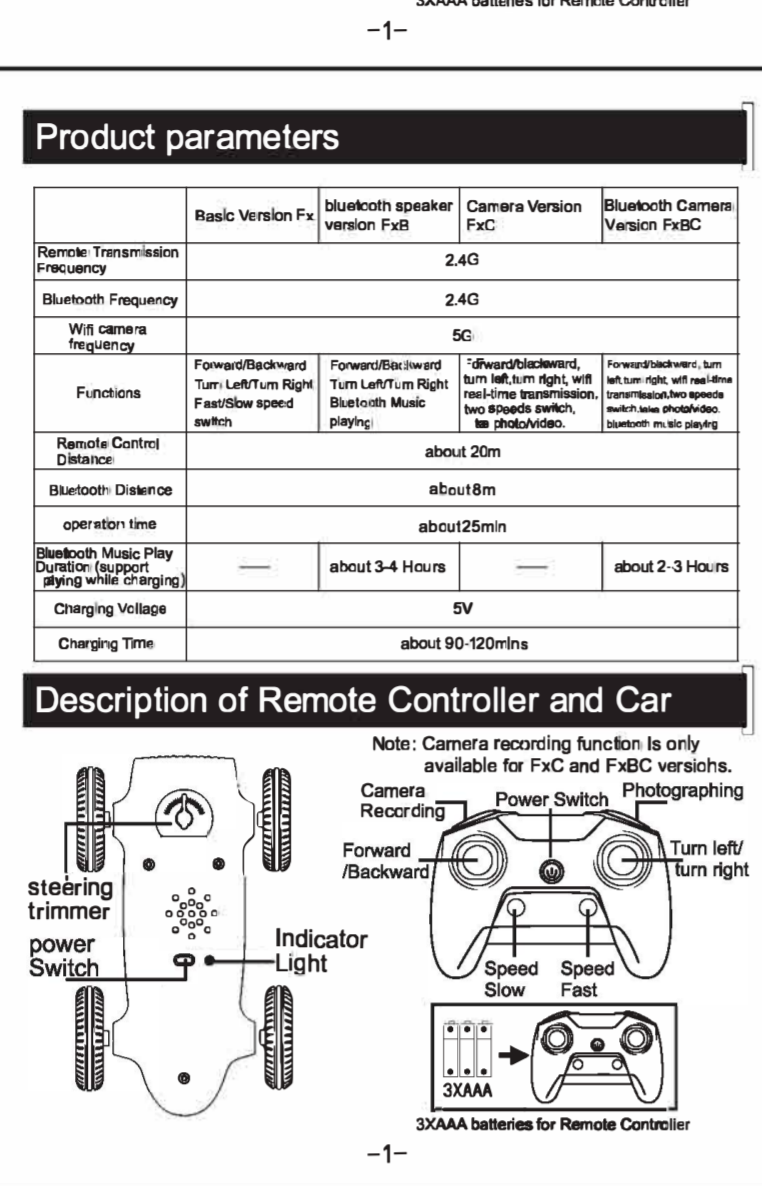 3XAAA batteries for Remote Controller
-1-
Product parameters
Basic Version Fx
bluetooth speaker
version FxB
Camera Version
FxC
Bluetooth Camera
Version FxBC
Remote Transmission
Frequency
2.4G
Bluetooth Frequency
2.4G
Wifi camera
frequency
5G
Functions
Forward/Backward
Turn Left/Turn Right
Fast/Slow speed
switch
Forward/Backward
Turn Left/Turn Right
Bluetooth Music
playing
Forward/blackward,
turn left,turn right, wifi
real-time transmission,
two speeds switch,
photo/video.
Forward/blackward, turn
left,turn right, wifi real-time
transmission,two speeds
switch,take photo/video.
bluetooth music playing
Remote Control
Distance
about 20m
Bluetooth Distance
about8m
operation time
about25min
Bluetooth Music Play
Duration (support
plying while charging)
——
about 3-4 Hours
——
about 2-3 Hours
Charging Voltage
5V
Charging Time
about 90-120mins
Description of Remote Controller and Car
Note: Camera recording function Is only
available for FxC and FxBC versiohs.
Camera
Recording
Power Switch
Photographing
Forward
/Backward
Turn left/
turn right
steering
trimmer
power
Switch
Indicator
Light
Speed
Slow
Speed
Fast
3XAAA
3XAAA batteries for Remote Controller
-1-